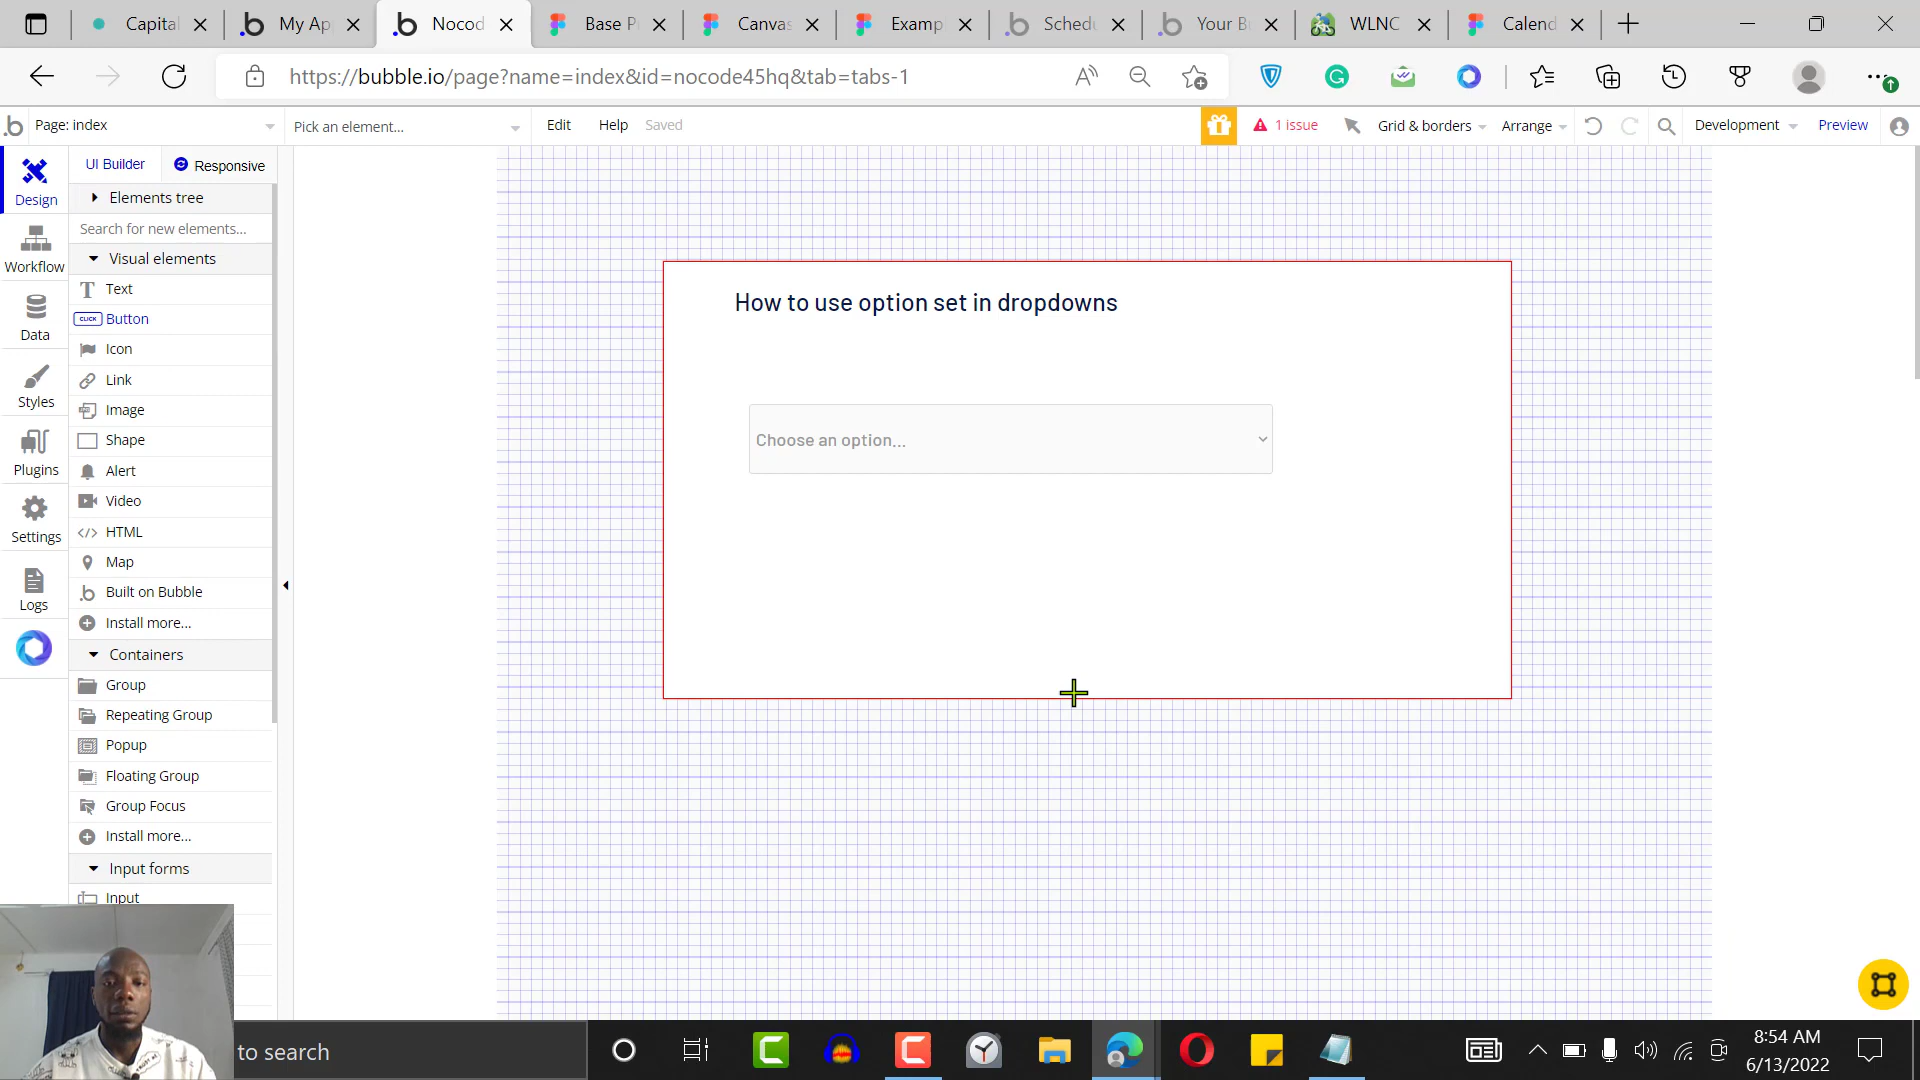 Capital
My Ap
Nocod
Base P
Canvas
Examp
Schedu
Your B
WLNC
Calend
https://bubble.io/page?name=index&id=nocode45hq&tab=tabs-1
Page: index
Pick an element...
Edit
Help
Saved
1 issue
Grid & borders
Arrange
Development
Preview
Design
Workflow
Data
Styles
Plugins
Settings
Logs
UI Builder
Responsive
Elements tree
Search for new elements...
Visual elements
Text
CLICK
Button
Icon
Link
Image
Shape
Alert
Video
HTML
Map
Built on Bubble
Install more...
Containers
Group
Repeating Group
Popup
Floating Group
Group Focus
Install more...
Input forms
Input
How to use option set in dropdowns
Choose an option...
to search
8:54 AM
6/13/2022